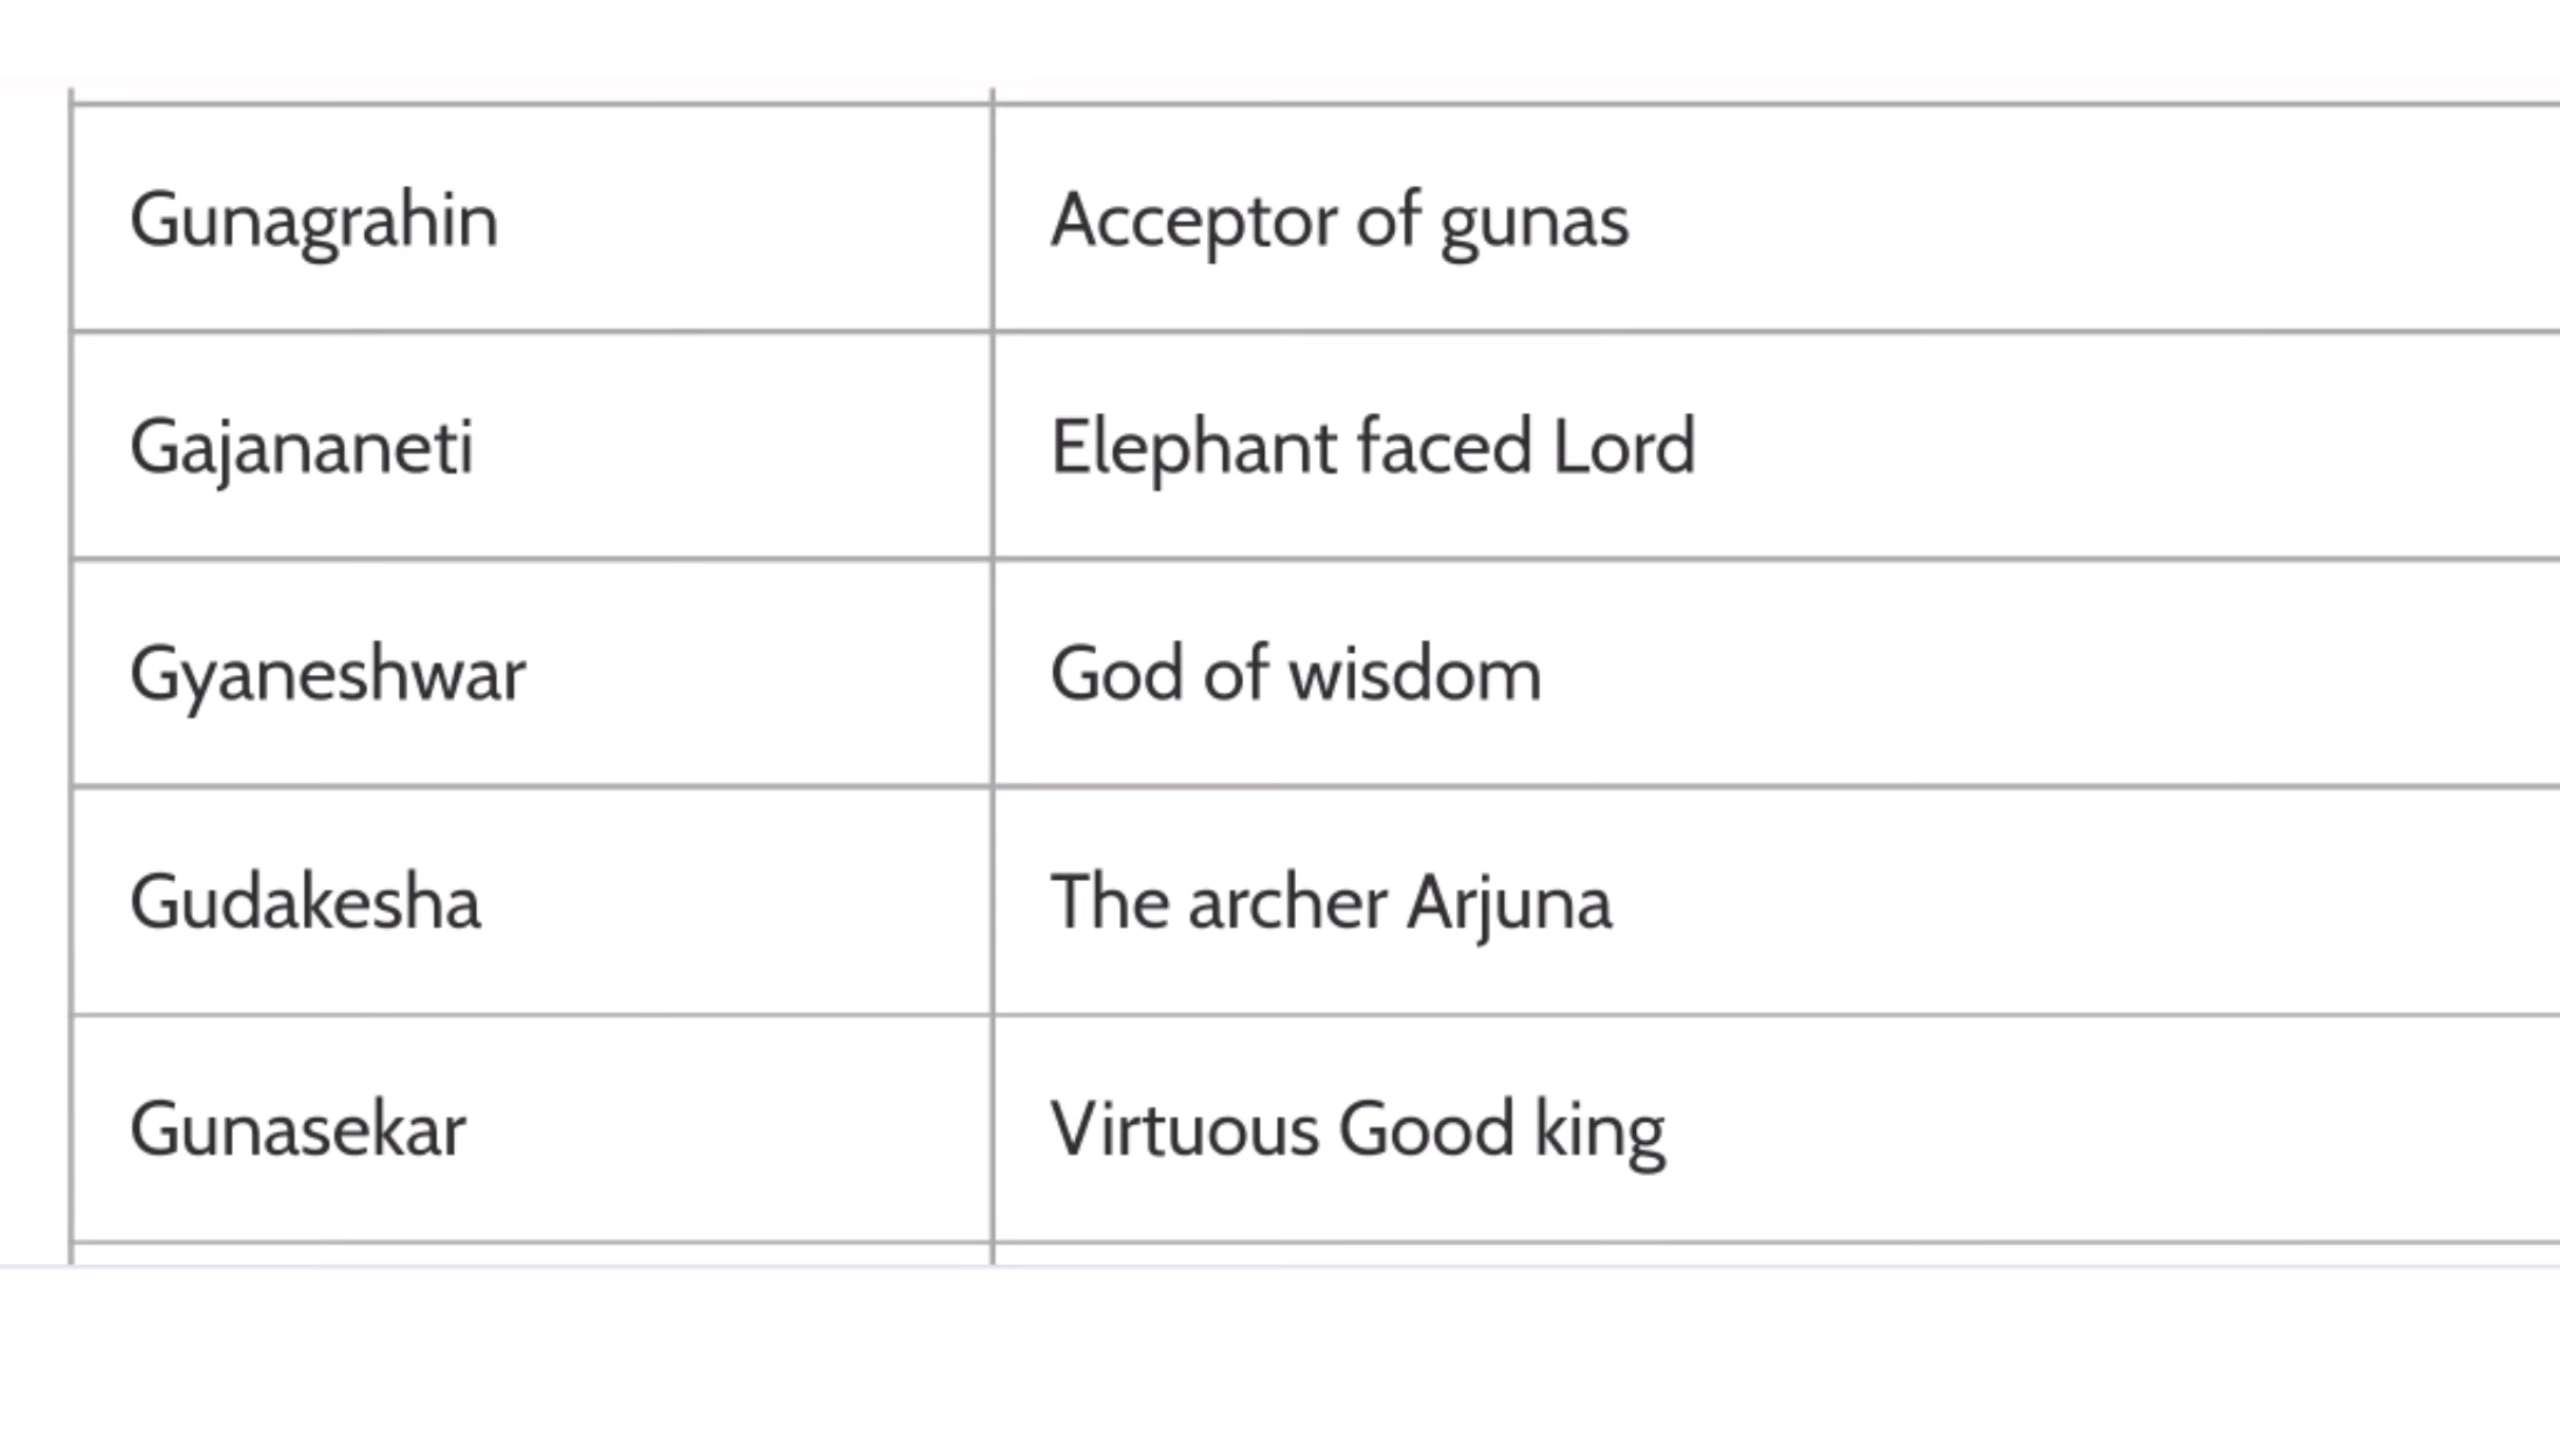 Gunagrahin Acceptor of gunas
Gajananeti Elephant faced Lord
Gyaneshwar God of wisdom
Gudakesha The archer Arjuna
Gunasekar Virtuous Good king